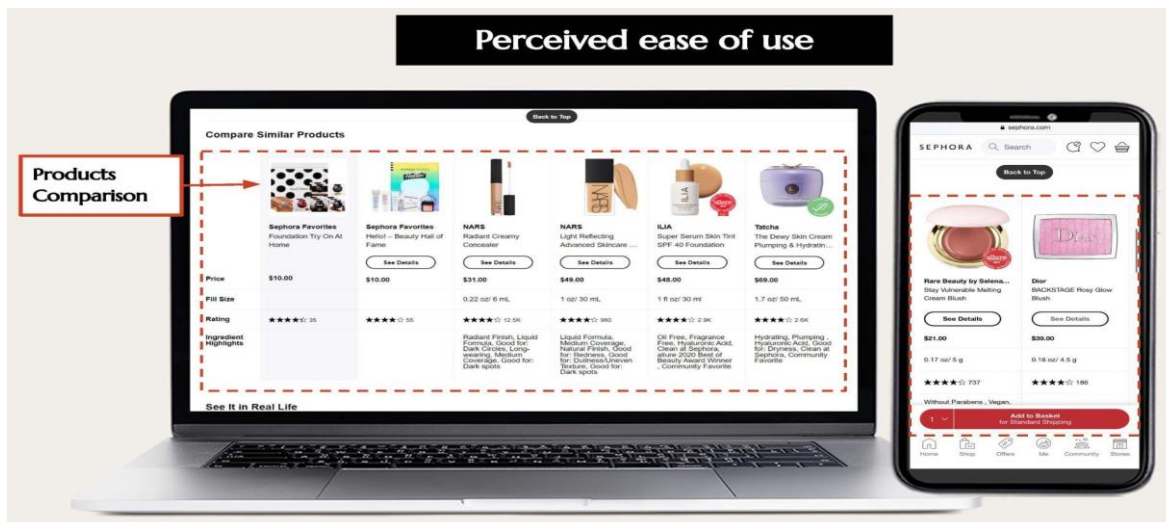 Perceived ease of use
Products
Comparison
Back to Top
Compare Similar Products
Sephora Favorites
Foundation Try On At
Home
Sephora Favorites
Hello! – Beauty Hall of
Fame
See Details
NARS
Radiant Creamy
Concealer
See Details
NARS
Light Reflecting
Advanced Skincare ...
See Details
ILIA
Super Serum Skin Tint
SPF 40 Foundation
See Details
Tatcha
The Dewy Skin Cream
Plumping & Hydratin...
See Details
Price
$10.00
$10.00
$31.00
$49.00
$48.00
$69.00
Fill Size
0.22 oz/ 6 mL
1 oz/ 30 mL
1 fl oz/ 30 ml
1.7 oz/ 50 mL
Rating
★★★★☆ 35
★★★★☆ 55
★★★★☆ 12.5K
★★★★☆ 960
★★★★☆ 2.9K
★★★★☆ 2.6K
Ingredient
Highlights
Radiant Finish, Liquid
Formula, Good for:
Dark Circles, Long-
wearing, Medium
Coverage, Good for:
Dark spots
Liquid Formula,
Medium Coverage,
Natural Finish, Good
for: Redness, Good
for: Dullness/Uneven
Texture, Good for:
Dark spots
Oil Free, Fragrance
Free, Hyaluronic Acid,
Clean at Sephora,
allure 2020 Best of
Beauty Award Winner
, Community Favorite
Hydrating, Plumping ,
Hyaluronic Acid, Good
for: Dryness, Clean at
Sephora, Community
Favorite
See It in Real Life
NARS
NARS
ILIA
allure
sephora.com
SEPHORA
Search
Back to Top
allure
Dior
Rare Beauty by Selena...
Stay Vulnerable Melting
Cream Blush
See Details
$21.00
0.17 oz/ 5 g
★★★★☆ 737
Without Parabens , Vegan,
Dior
BACKSTAGE Rosy Glow
Blush
See Details
$39.00
0.16 oz/ 4.5 g
★★★★☆ 186
1
Add to Basket
for Standard Shipping
Home
Shop
Offers
Me
Community
Stores